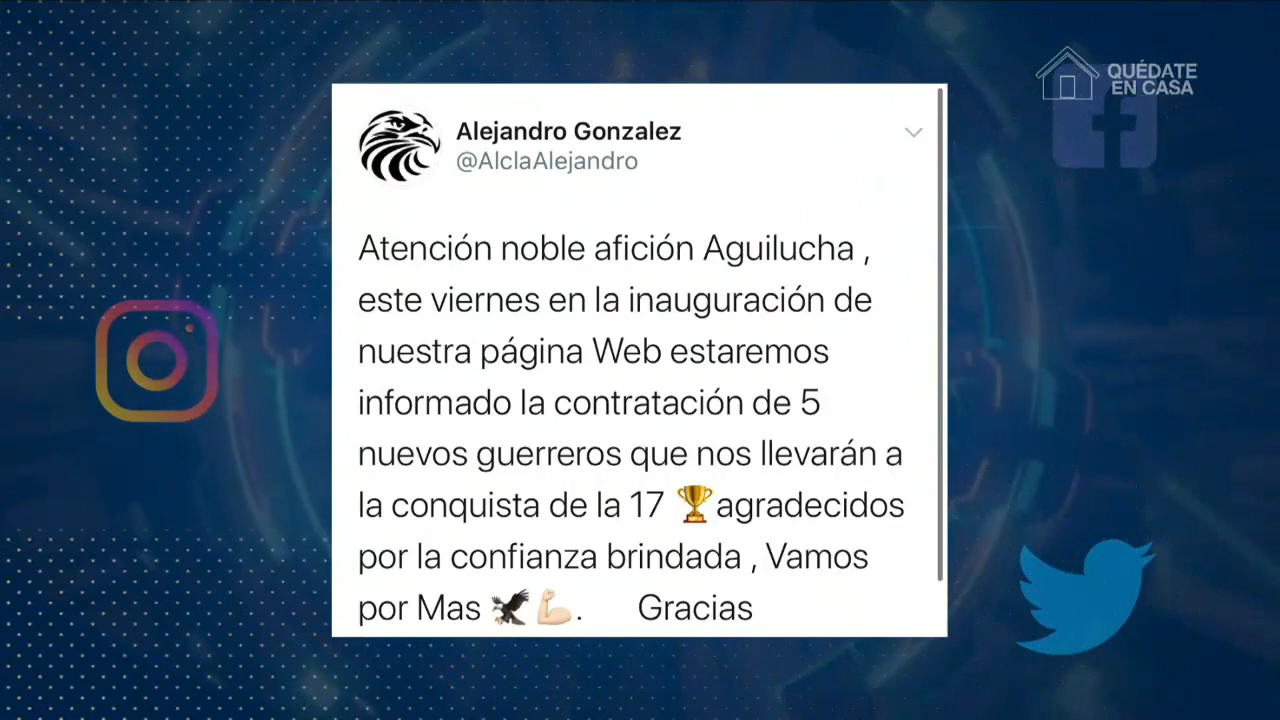 QUÉDATE
EN CASA
Alejandro Gonzalez
@AlclaAlejandro
Atención noble afición Aguilucha ,
este viernes en la inauguración de
nuestra página Web estaremos
informado la contratación de 5
nuevos guerreros que nos llevarán a
la conquista de la 17 🏆agradecidos
por la confianza brindada , Vamos
por Mas 🦅💪🏻. Gracias